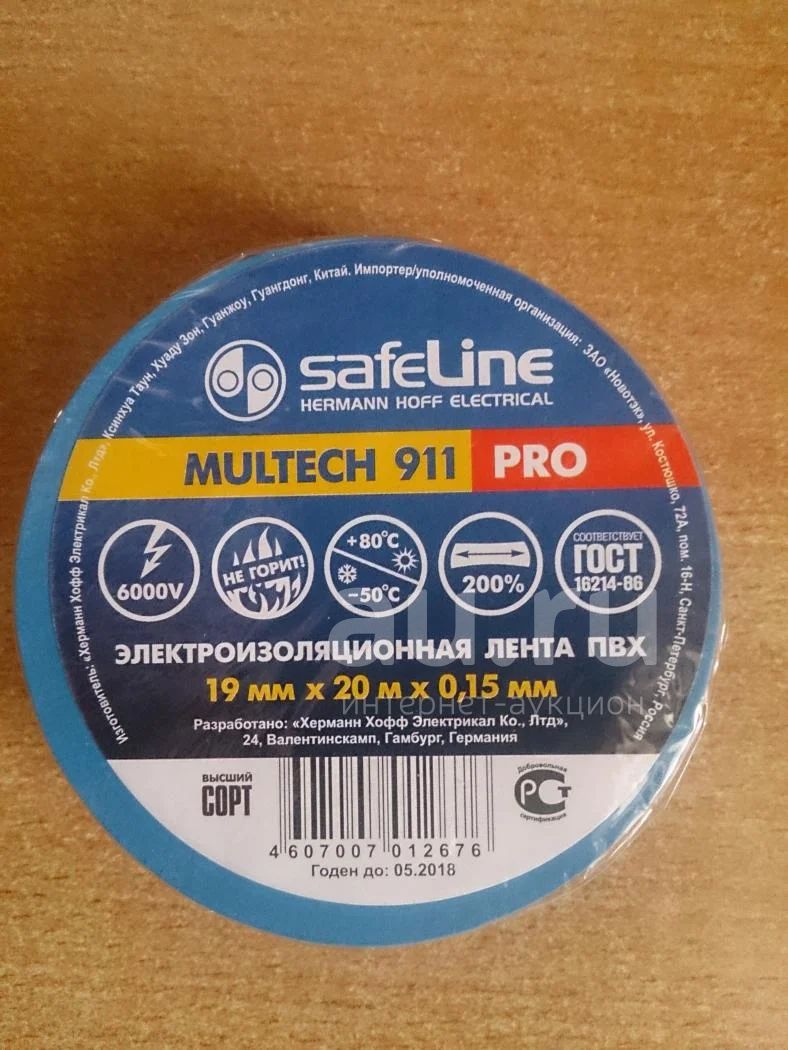 Изготовитель: «Херманн Хофф Электрикал Ко., Лтд», Ксинхуа Таун, Хуаду Зон, Гуанжоу, Гуангдонг, Китай. Импортер/уполномоченная организация: ЗАО «Новотэк», ул. Костюшко, 72А, пом. 16-Н, Санкт-Петербург, Россия
safeLine
HERMANN HOFF ELECTRICAL
MULTECH 911 PRO
6000V
НЕ ГОРИТ!
+80°C
-50°C
200%
СООТВЕТСТВУЕТ
ГОСТ
16214-86
ЭЛЕКТРОИЗОЛЯЦИОННАЯ ЛЕНТА ПВХ
19 мм x 20 м x 0,15 мм
Разработано: «Херманн Хофф Электрикал Ко., Лтд»,
24, Валентинскамп, Гамбург, Германия
ВЫСШИЙ
СОРТ
Добровольная
РСТ
сертификация
4 607007 012676
Годен до: 05.2018
au.ru
интернет-аукцион